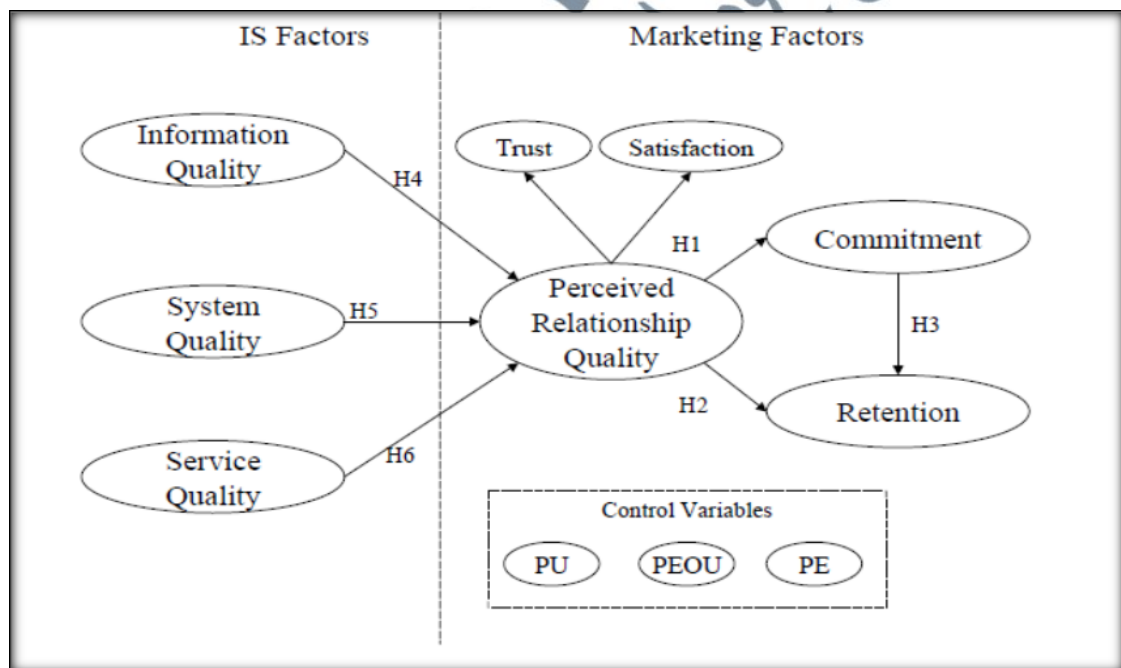 IS Factors
Marketing Factors
Information
Quality
Trust
Satisfaction
H4
H1
Commitment
System
Quality
H5
Perceived
Relationship
Quality
H3
H2
Retention
Service
Quality
H6
Control Variables
PU
PEOU
PE